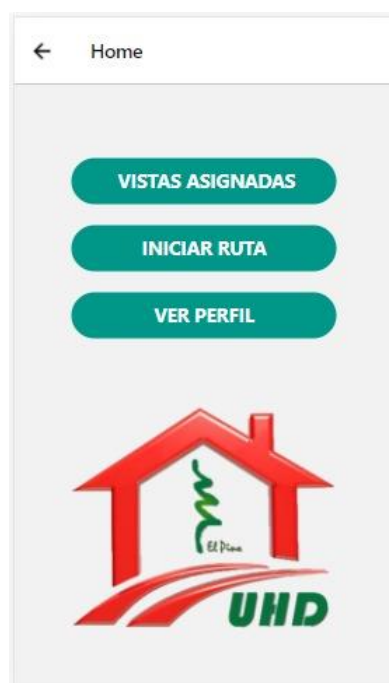 Home
VISTAS ASIGNADAS
INICIAR RUTA
VER PERFIL
El Pino
UHD